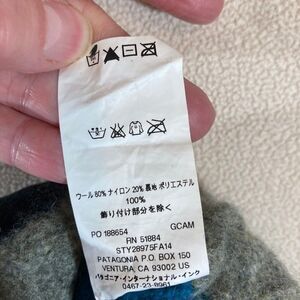 ウール 80% ナイロン 20% 裏地 ポリエステル
100%
飾り付け部分を除く
PO 188654 GCAM
RN 51884
STY28975FA14
PATAGONIA P.O. BOX 150
VENTURA, CA 93002 US
パタゴニア・インターナショナル・インク
0467-23-8961